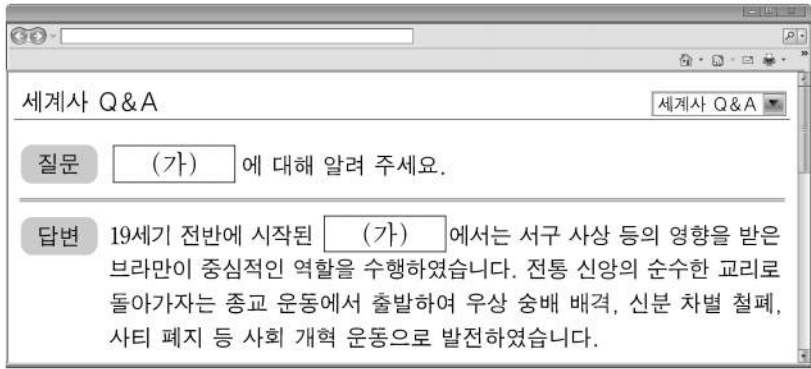 세계사 Q&A
세계사 Q&A
질문 (가) 에 대해 알려 주세요.
답변 19세기 전반에 시작된 (가) 에서는 서구 사상 등의 영향을 받은
브라만이 중심적인 역할을 수행하였습니다. 전통 신앙의 순수한 교리로
돌아가자는 종교 운동에서 출발하여 우상 숭배 배격, 신분 차별 철폐,
사티 폐지 등 사회 개혁 운동으로 발전하였습니다.